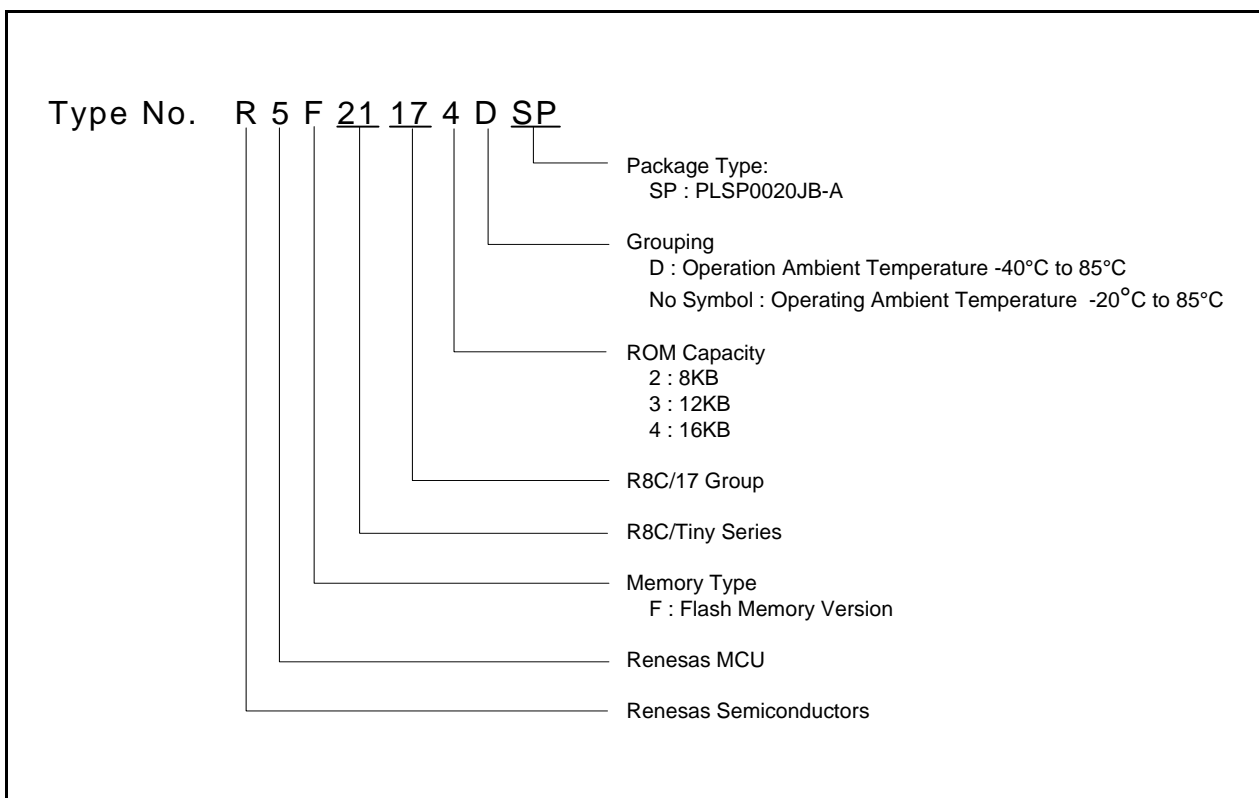 Type No. R 5 F 21 17 4 D SP
Package Type:
SP : PLSP0020JB-A
Grouping
D : Operation Ambient Temperature -40°C to 85°C
No Symbol : Operating Ambient Temperature -20°C to 85°C
ROM Capacity
2 : 8KB
3 : 12KB
4 : 16KB
R8C/17 Group
R8C/Tiny Series
Memory Type
F : Flash Memory Version
Renesas MCU
Renesas Semiconductors